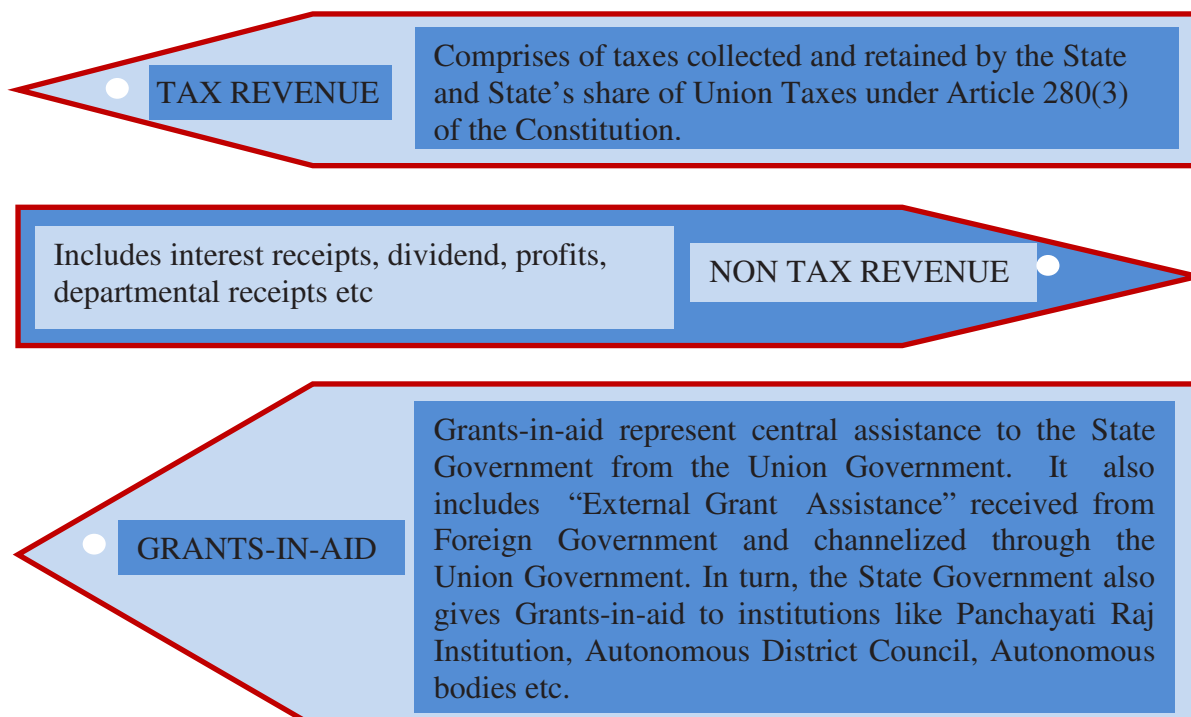 TAX REVENUE
Comprises of taxes collected and retained by the State
and State’s share of Union Taxes under Article 280(3)
of the Constitution.
Includes interest receipts, dividend, profits,
departmental receipts etc
NON TAX REVENUE
GRANTS-IN-AID
Grants-in-aid represent central assistance to the State
Government from the Union Government. It also
includes “External Grant Assistance” received from
Foreign Government and channelized through the
Union Government. In turn, the State Government also
gives Grants-in-aid to institutions like Panchayati Raj
Institution, Autonomous District Council, Autonomous
bodies etc.